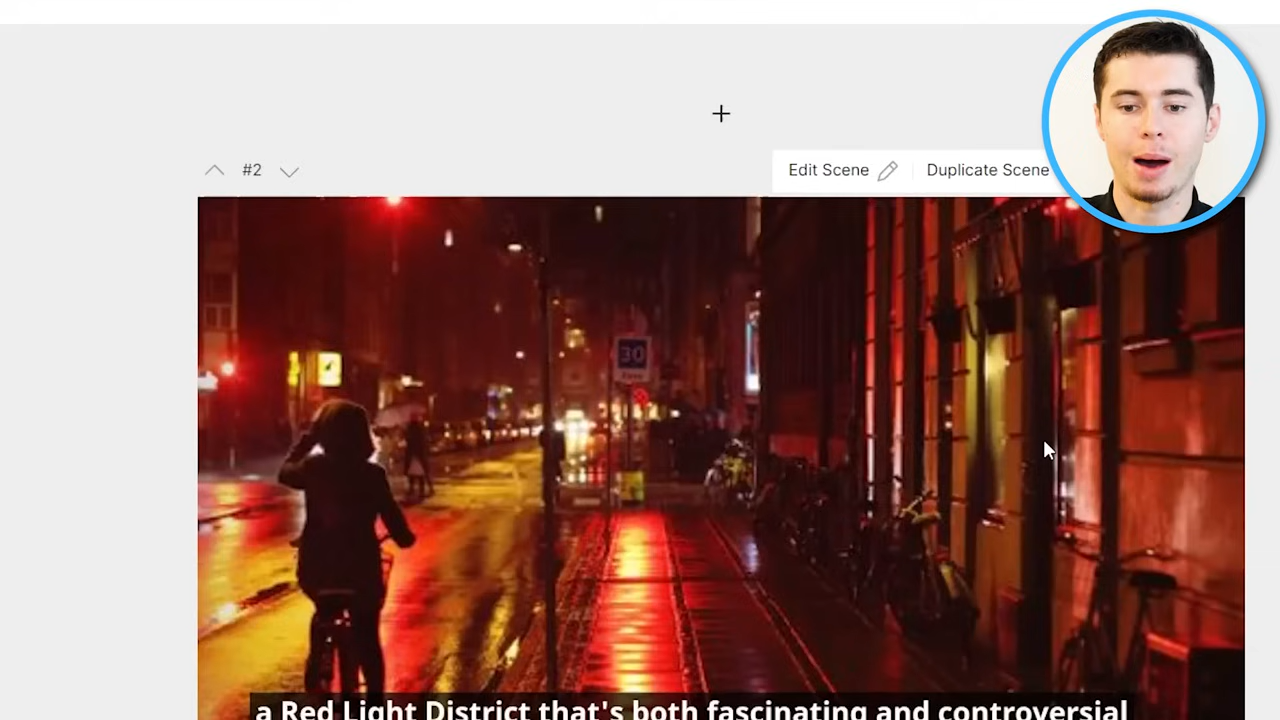 #2
Edit Scene
Duplicate Scene
30
a Red Light District that's both fascinating and controversial